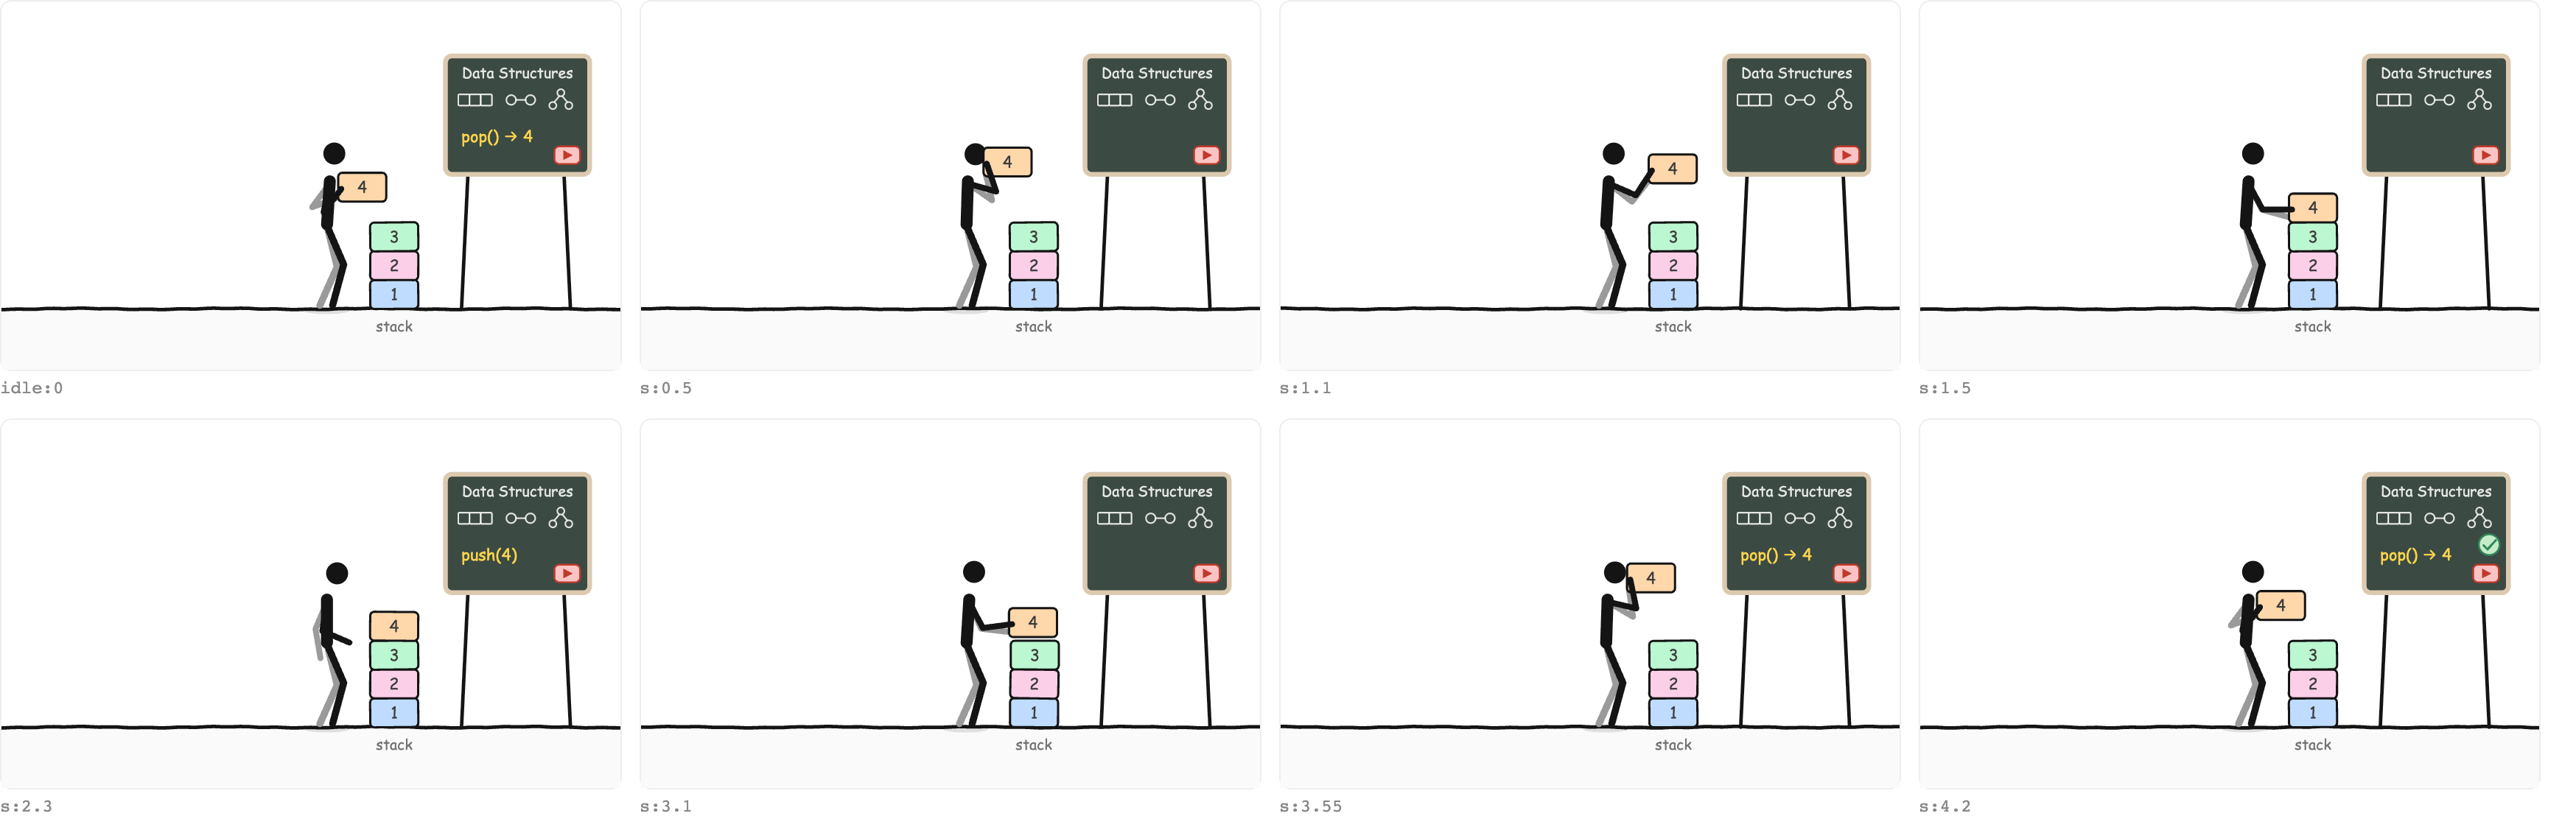 Data Structures
pop() → 4
4
3
2
1
stack
idle:0
Data Structures
4
3
2
1
stack
s:0.5
Data Structures
4
3
2
1
stack
s:1.1
Data Structures
4
3
2
1
stack
s:1.5
Data Structures
push(4)
4
3
2
1
stack
s:2.3
Data Structures
4
3
2
1
stack
s:3.1
Data Structures
pop() → 4
4
3
2
1
stack
s:3.55
Data Structures
pop() → 4
4
3
2
1
stack
s:4.2